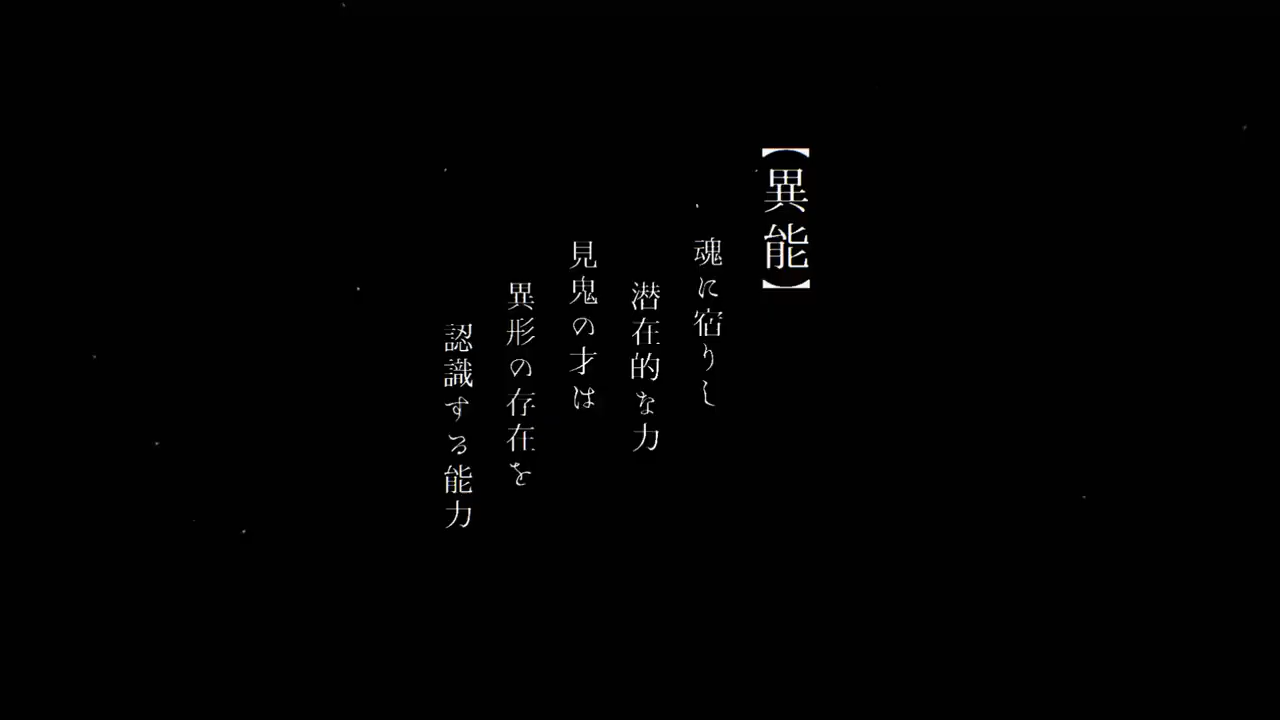 【異能】
魂に宿りし
潜在的な力
見鬼の才は
異形の存在を
認識する能力